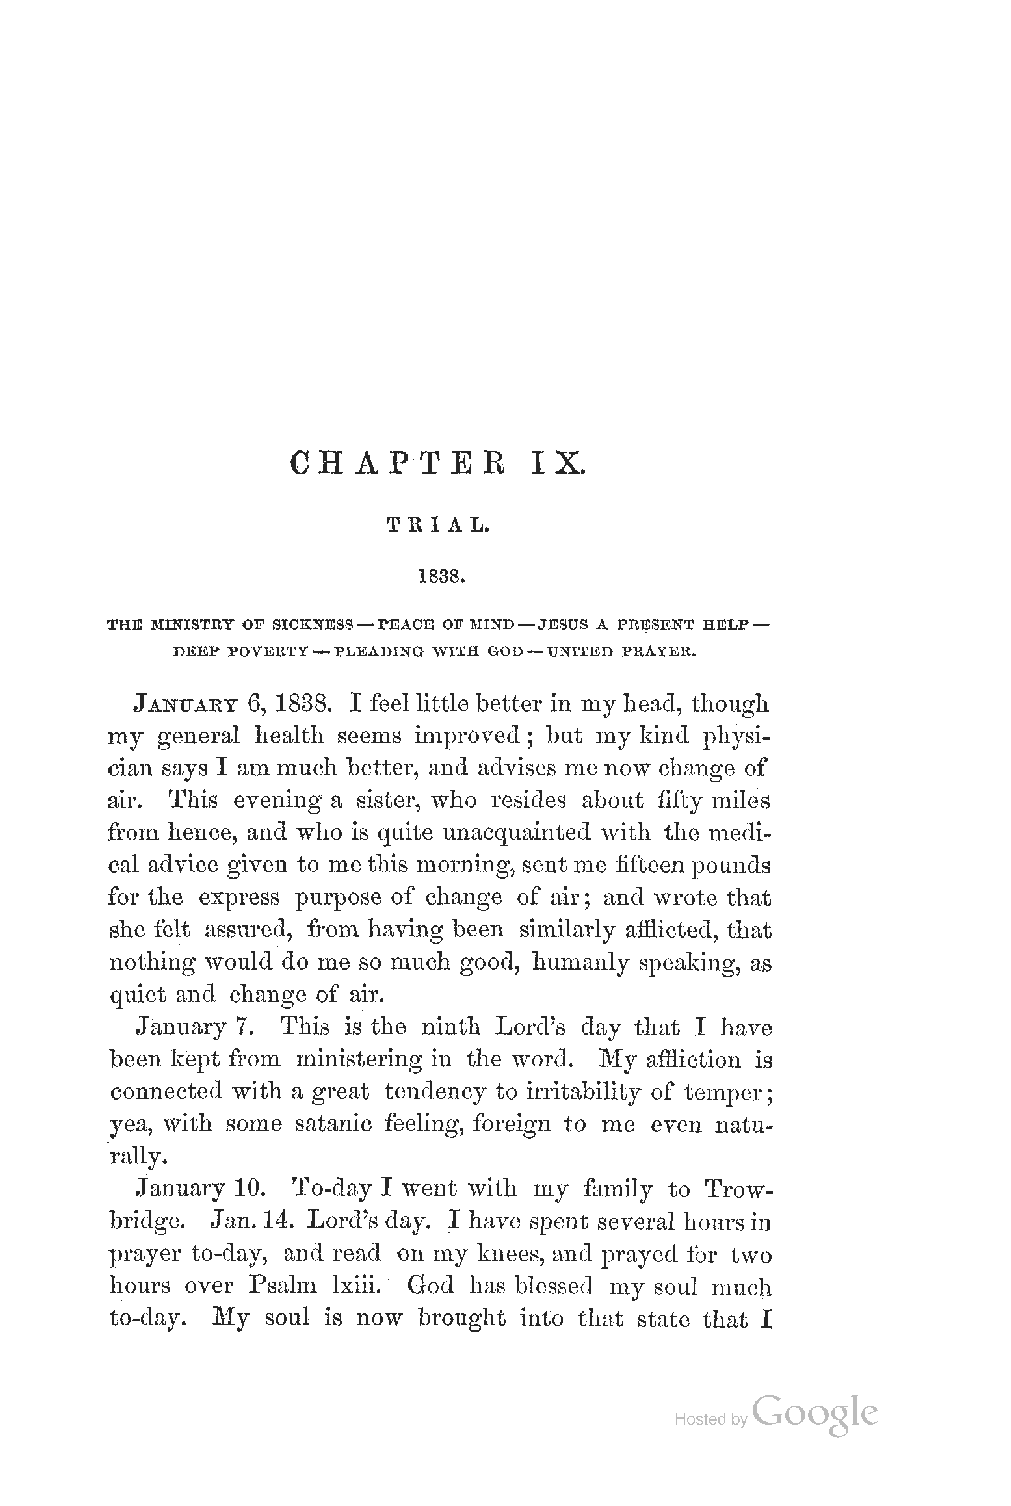 CHAPTER IX.
TRIAL.
1838.
THE MINISTRY OF SICKNESS—PEACE OF MIND—JESUS A PRESENT HELP—
DEEP POVERTY—PLEADING WITH GOD—UNITED PRAYER.
JANUARY 6, 1838. I feel little better in my head, though
my general health seems improved; but my kind physi-
cian says I am much better, and advises me now change of
air. This evening a sister, who resides about fifty miles
from hence, and who is quite unacquainted with the medi-
cal advice given to me this morning, sent me fifteen pounds
for the express purpose of change of air; and wrote that
she felt assured, from having been similarly afflicted, that
nothing would do me so much good, humanly speaking, as
quiet and change of air.
January 7. This is the ninth Lord's day that I have
been kept from ministering in the word. My affliction is
connected with a great tendency to irritability of temper;
yea, with some satanic feeling, foreign to me even natu-
rally.
January 10. To-day I went with my family to Trow-
bridge. Jan. 14. Lord's day. I have spent several hours in
prayer to-day, and read on my knees, and prayed for two
hours over Psalm lxiii. God has blessed my soul much
to-day. My soul is now brought into that state that I
Hosted by Google